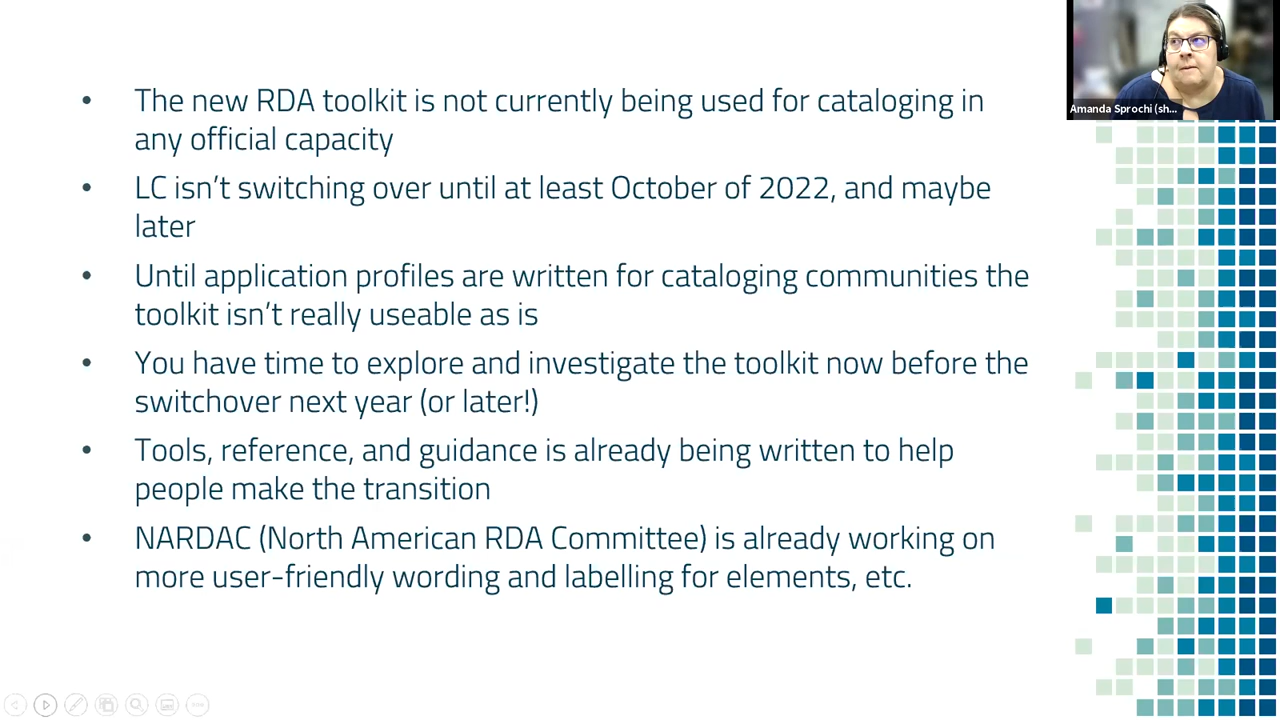 • The new RDA toolkit is not currently being used for cataloging in
any official capacity
• LC isn't switching over until at least October of 2022, and maybe
later
• Until application profiles are written for cataloging communities the
toolkit isn't really useable as is
• You have time to explore and investigate the toolkit now before the
switchover next year (or later!)
• Tools, reference, and guidance is already being written to help
people make the transition
• NARDAC (North American RDA Committee) is already working on
more user-friendly wording and labelling for elements, etc.
Amanda Sprochi (sh...